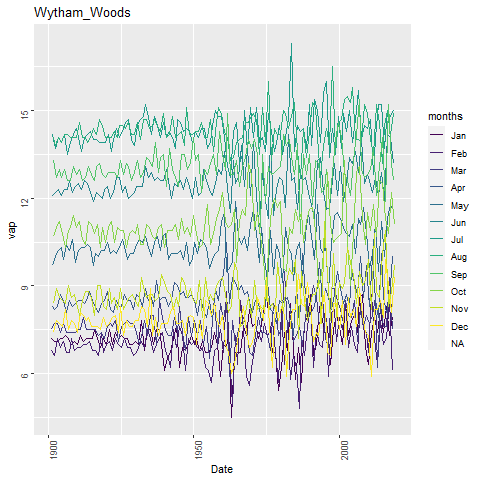 Wytham_Woods
vap
15
12
9
6
1900
1950
2000
Date
months
Jan
Feb
Mar
Apr
May
Jun
Jul
Aug
Sep
Oct
Nov
Dec
NA